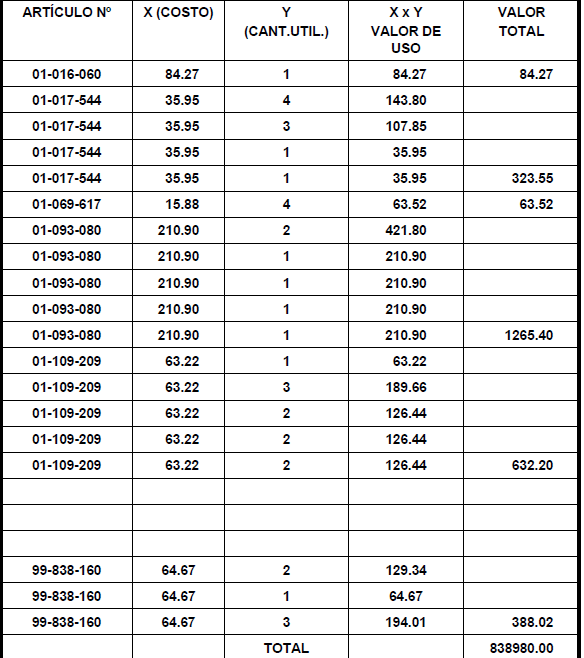 ARTÍCULO Nº X (COSTO) Y (CANT.UTIL.) X x Y VALOR DE USO VALOR TOTAL
01-016-060 84.27 1 84.27 84.27
01-017-544 35.95 4 143.80
01-017-544 35.95 3 107.85
01-017-544 35.95 1 35.95
01-017-544 35.95 1 35.95 323.55
01-069-617 15.88 4 63.52 63.52
01-093-080 210.90 2 421.80
01-093-080 210.90 1 210.90
01-093-080 210.90 1 210.90
01-093-080 210.90 1 210.90
01-093-080 210.90 1 210.90 1265.40
01-109-209 63.22 1 63.22
01-109-209 63.22 3 189.66
01-109-209 63.22 2 126.44
01-109-209 63.22 2 126.44
01-109-209 63.22 2 126.44 632.20
99-838-160 64.67 2 129.34
99-838-160 64.67 1 64.67
99-838-160 64.67 3 194.01 388.02
TOTAL 838980.00